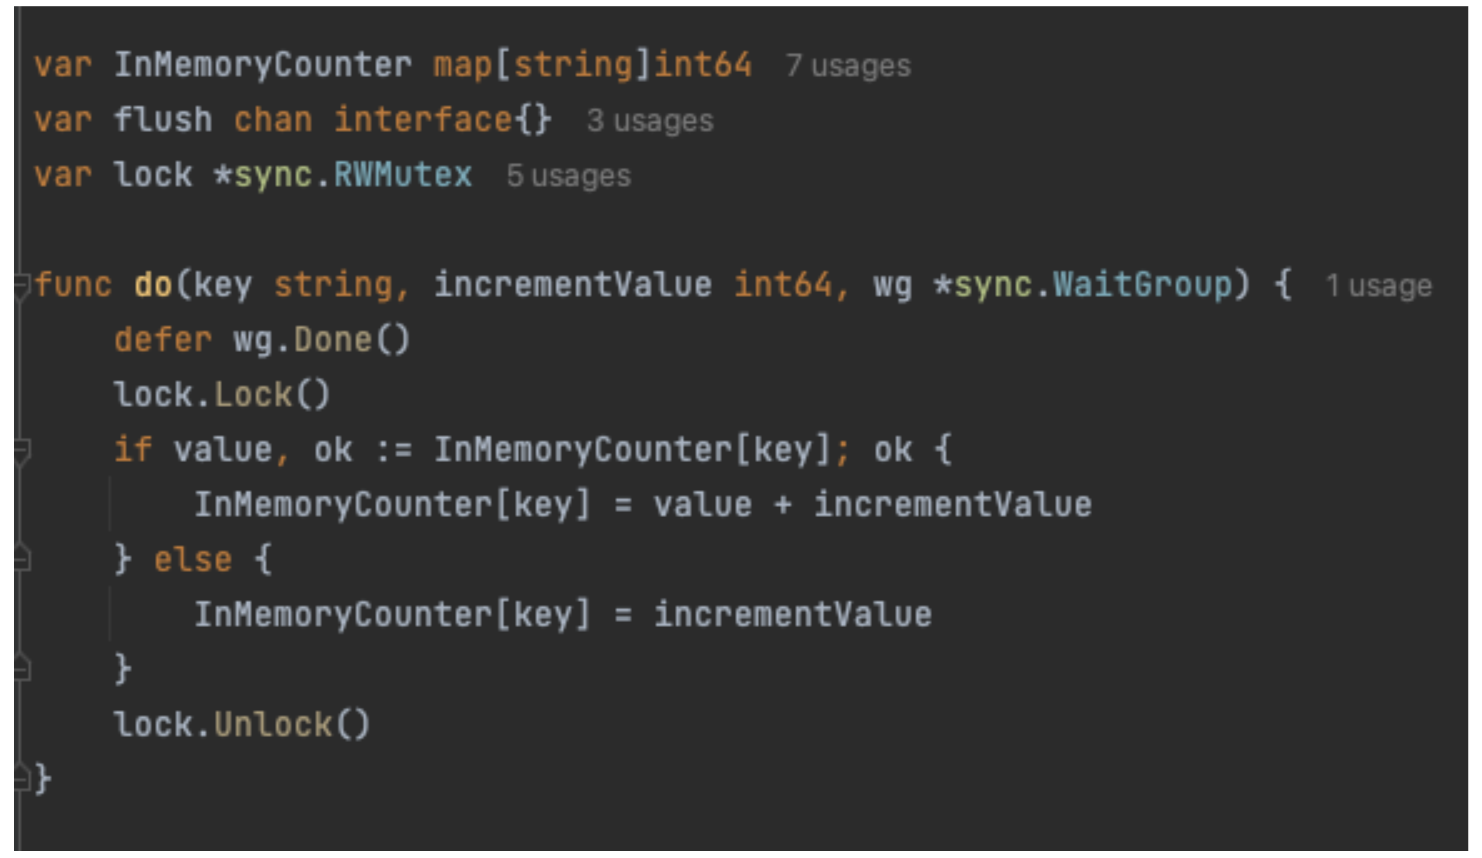 var InMemoryCounter map[string]int64 7 usages
var flush chan interface{} 3 usages
var lock *sync.RWMutex 5 usages
func do(key string, incrementValue int64, wg *sync.WaitGroup) { 1 usage
defer wg.Done()
lock.Lock()
if value, ok := InMemoryCounter[key]; ok {
InMemoryCounter[key] = value + incrementValue
} else {
InMemoryCounter[key] = incrementValue
}
lock.Unlock()
}